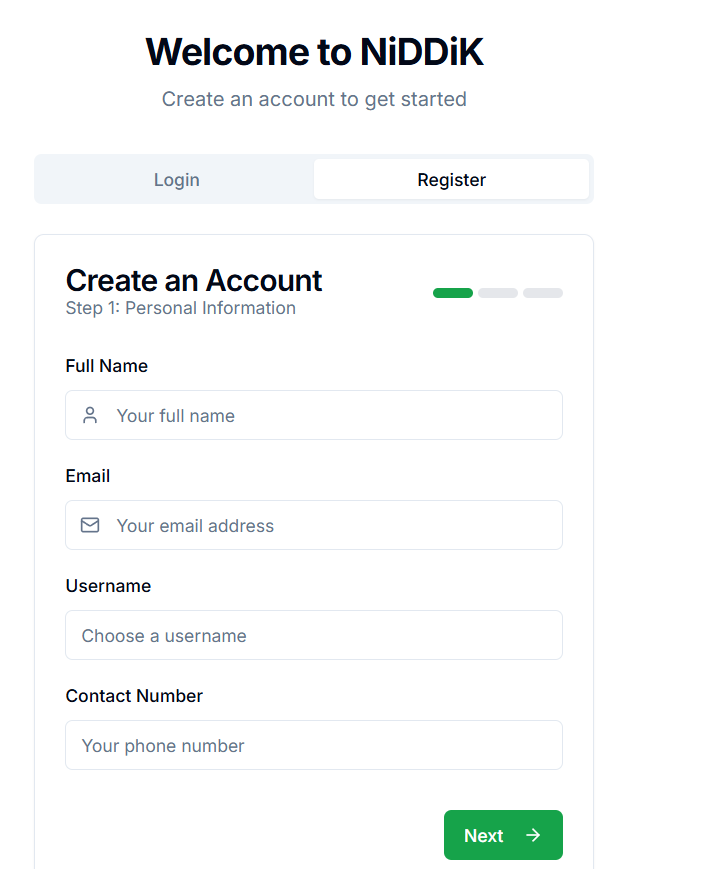 Welcome to NiDDiK
Create an account to get started
Login
Register
Create an Account
Step 1: Personal Information
Full Name
Your full name
Email
Your email address
Username
Choose a username
Contact Number
Your phone number
Next